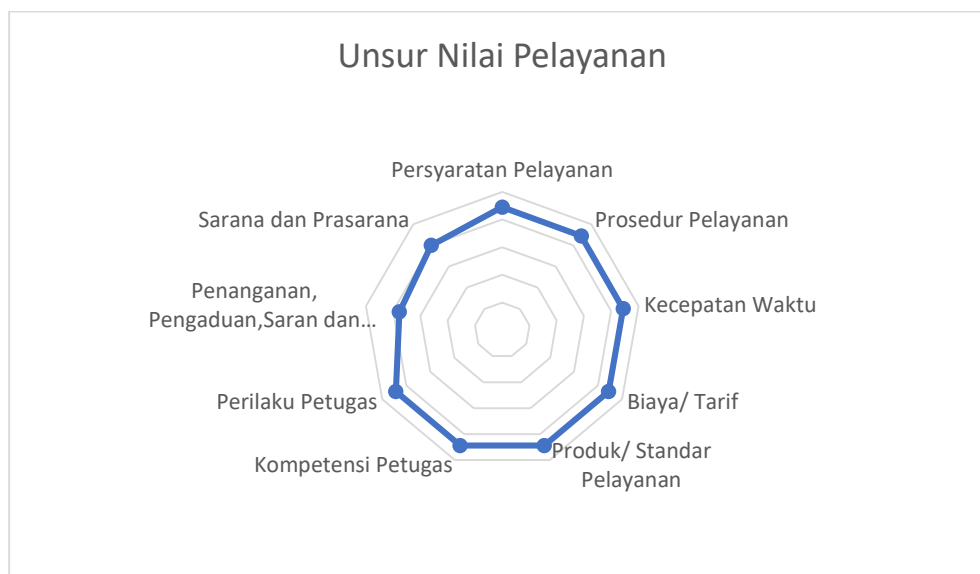 Unsur Nilai Pelayanan
Persyaratan Pelayanan
Prosedur Pelayanan
Kecepatan Waktu
Biaya/ Tarif
Produk/ Standar
Pelayanan
Kompetensi Petugas
Perilaku Petugas
Penanganan,
Pengaduan,Saran dan...
Sarana dan Prasarana